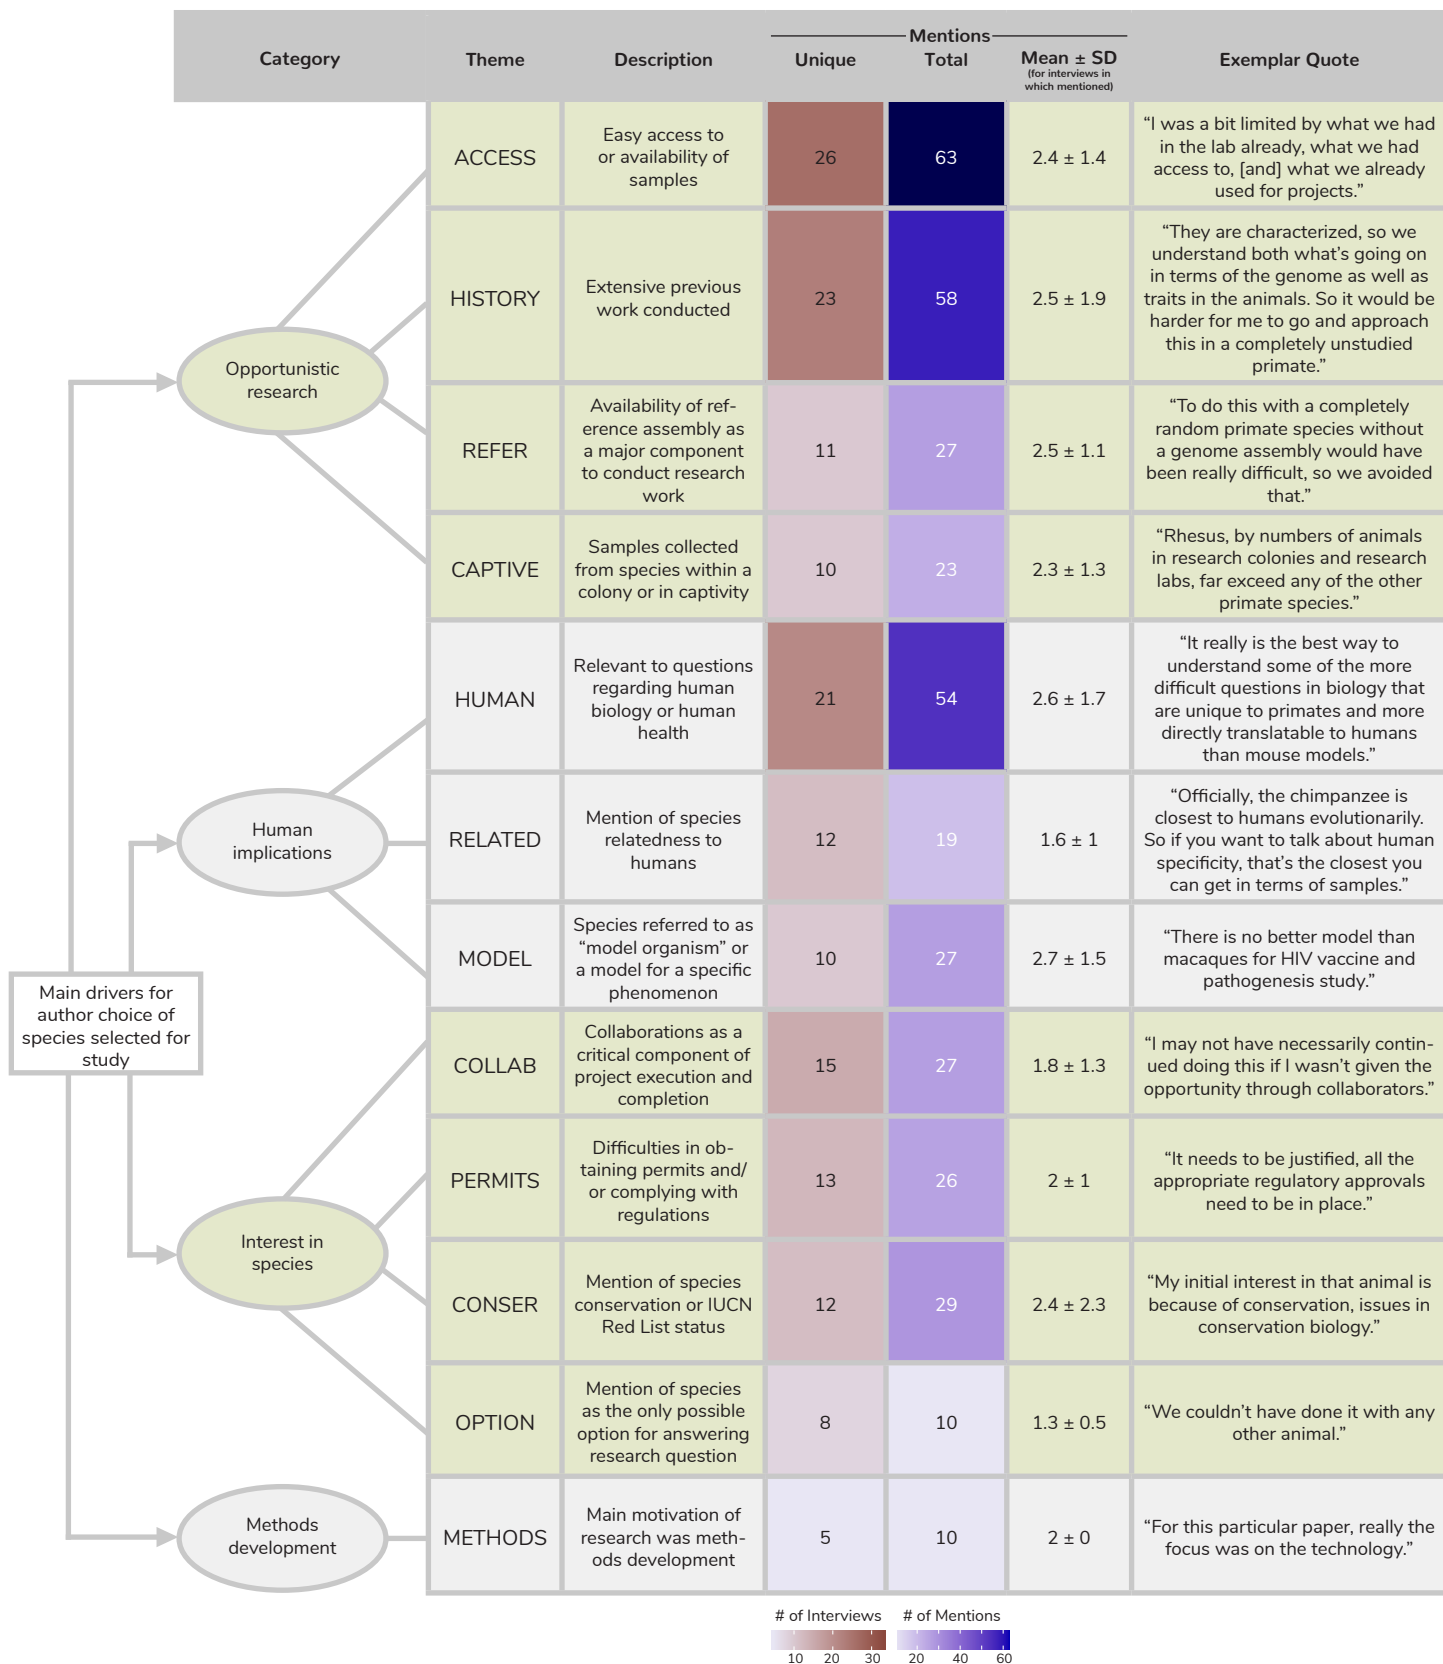 Mentions
Category
Theme
Description
Unique
Total
Mean ± SD
(for interviews in
which mentioned)
Exemplar Quote
Opportunistic
research
ACCESS
Easy access to
or availability of
samples
26
63
2.4 ± 1.4
“I was a bit limited by what we had
in the lab already, what we had
access to, [and] what we already
used for projects.”
HISTORY
Extensive previous
work conducted
23
58
2.5 ± 1.9
“They are characterized, so we
understand both what’s going on
in terms of the genome as well as
traits in the animals. So it would be
harder for me to go and approach
this in a completely unstudied
primate.”
REFER
Availability of ref-
erence assembly as
a major component
to conduct research
work
11
27
2.5 ± 1.1
“To do this with a completely
random primate species without
a genome assembly would have
been really difficult, so we avoided
that.”
CAPTIVE
Samples collected
from species within a
colony or in captivity
10
23
2.3 ± 1.3
“Rhesus, by numbers of animals
in research colonies and research
labs, far exceed any of the other
primate species.”
Human
implications
HUMAN
Relevant to questions
regarding human
biology or human
health
21
54
2.6 ± 1.7
“It really is the best way to
understand some of the more
difficult questions in biology that
are unique to primates and more
directly translatable to humans
than mouse models.”
RELATED
Mention of species
relatedness to
humans
12
19
1.6 ± 1
“Officially, the chimpanzee is
closest to humans evolutionarily.
So if you want to talk about human
specificity, that’s the closest you
can get in terms of samples.”
MODEL
Species referred to as
“model organism” or
a model for a specific
phenomenon
10
27
2.7 ± 1.5
“There is no better model than
macaques for HIV vaccine and
pathogenesis study.”
Main drivers for
author choice of
species selected for
study
Interest in
species
COLLAB
Collaborations as a
critical component of
project execution and
completion
15
27
1.8 ± 1.3
“I may not have necessarily contin-
ued doing this if I wasn’t given the
opportunity through collaborators.”
PERMITS
Difficulties in ob-
taining permits and/
or complying with
regulations
13
26
2 ± 1
“It needs to be justified, all the
appropriate regulatory approvals
need to be in place.”
CONSER
Mention of species
conservation or IUCN
Red List status
12
29
2.4 ± 2.3
“My initial interest in that animal is
because of conservation, issues in
conservation biology.”
OPTION
Mention of species
as the only possible
option for answering
research question
8
10
1.3 ± 0.5
“We couldn’t have done it with any
other animal.”
Methods
development
METHODS
Main motivation of
research was meth-
ods development
5
10
2 ± 0
“For this particular paper, really the
focus was on the technology.”
# of Interviews
10 20 30
# of Mentions
20 40 60